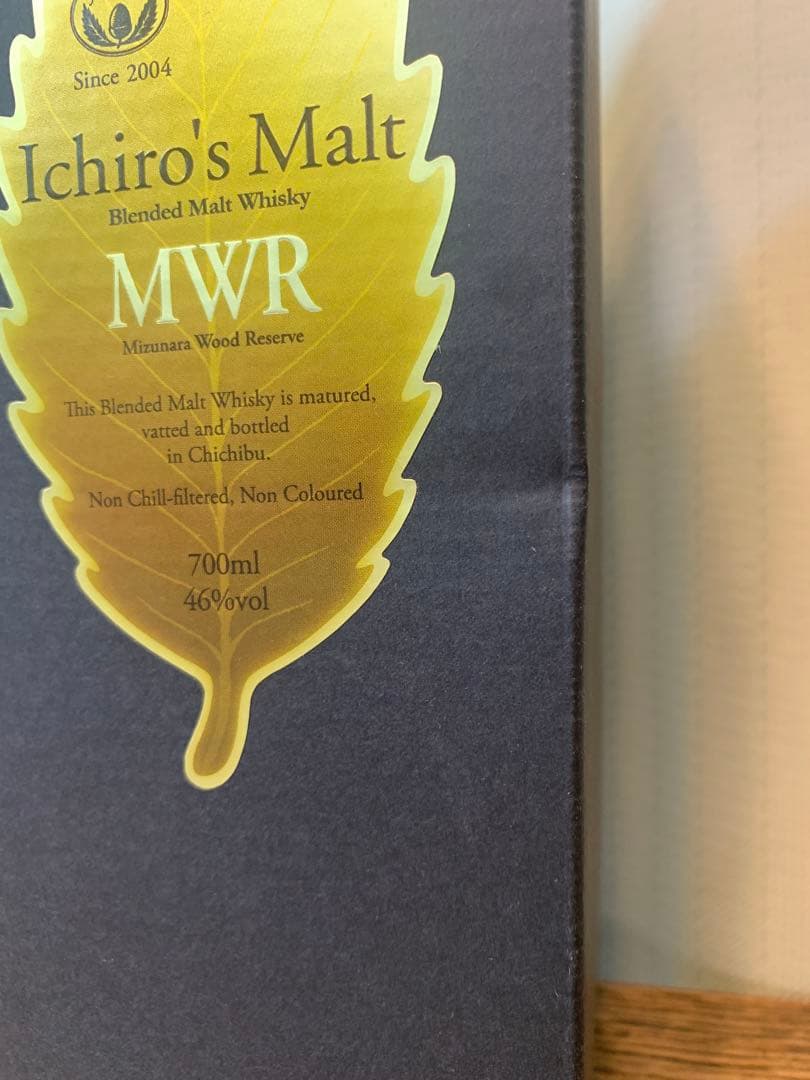 Since 2004
Ichiro's Malt
Blended Malt Whisky
MWR
Mizunara Wood Reserve
This Blended Malt Whisky is matured,
vatted and bottled
in Chichibu.
Non Chill-filtered, Non Coloured
700ml
46%vol